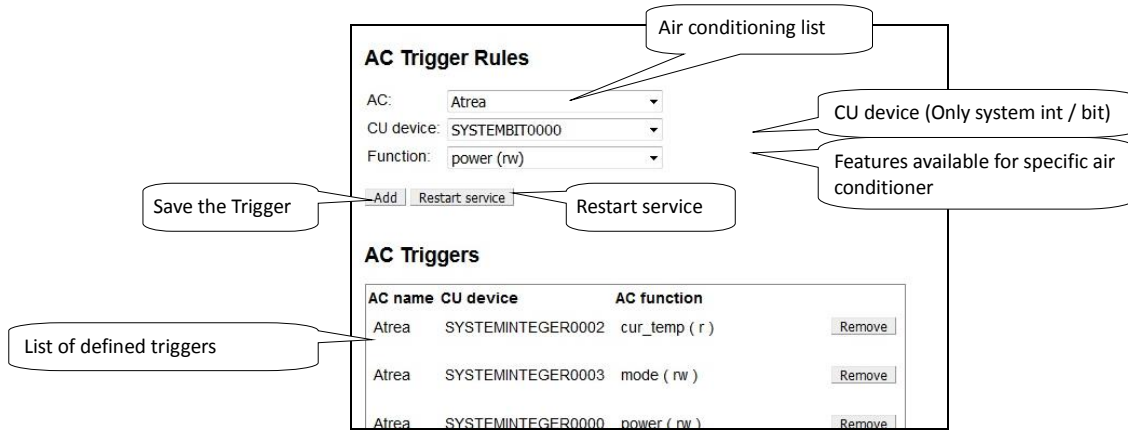 Air conditioning list
AC Trigger Rules
AC: Atrea
CU device: SYSTEMBIT0000
CU device (Only system int / bit)
Function: power (rw)
Features available for specific air
conditioner
Save the Trigger
Add Restart service
Restart service
AC Triggers
AC name CU device AC function
Atrea SYSTEMINTEGER0002 cur_temp ( r ) Remove
List of defined triggers
Atrea SYSTEMINTEGER0003 mode ( rw ) Remove
Atrea SYSTEMINTEGER0000 power ( rw ) Remove